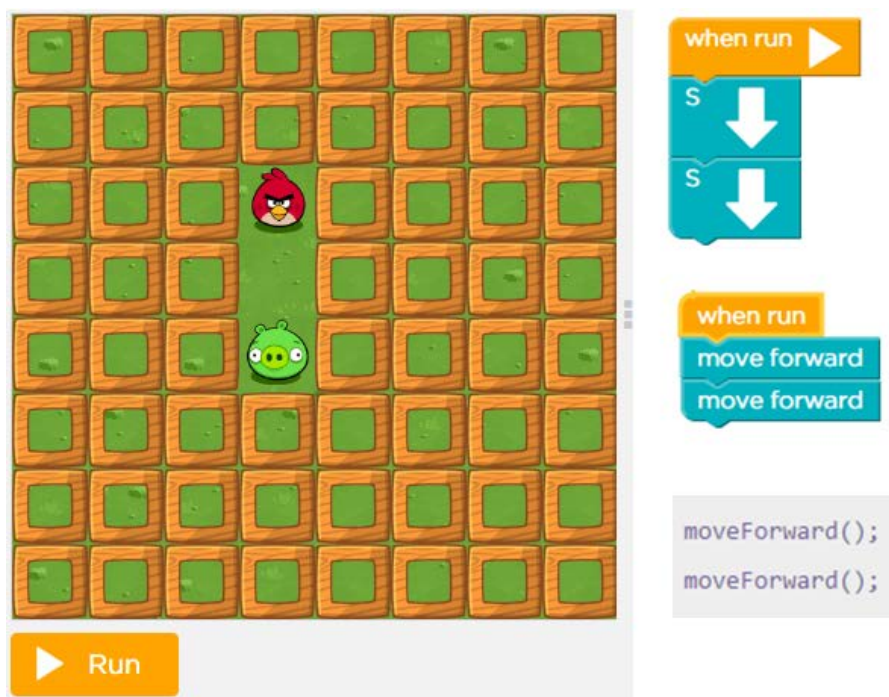 when run
S
S
when run
move forward
move forward
moveForward();
moveForward();
Run